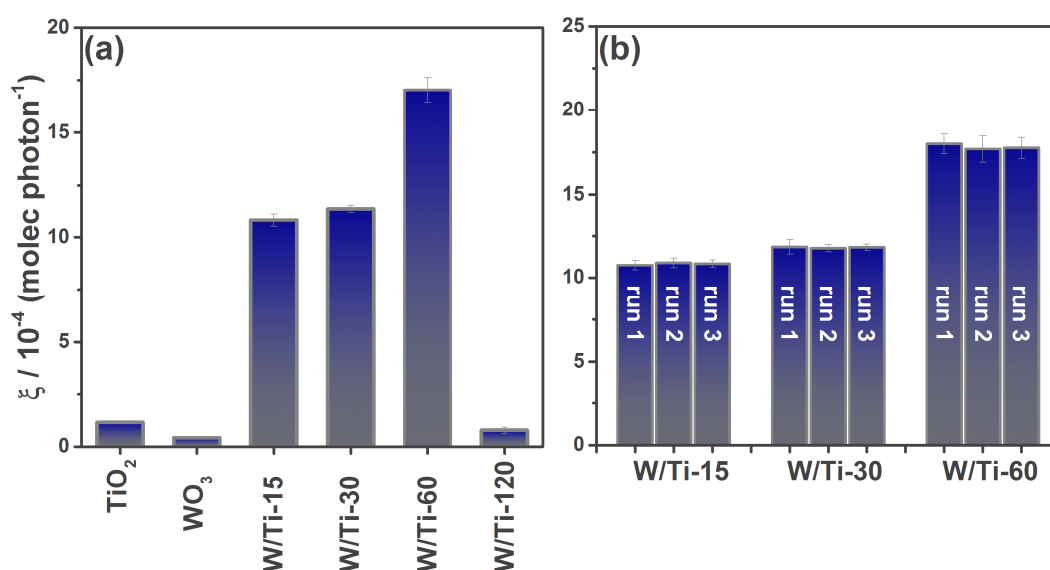 (a)
ξ / 10⁻⁴ (molec photon⁻¹)
20
15
10
5
0
TiO₂
WO₃
W/Ti-15
W/Ti-30
W/Ti-60
W/Ti-120
(b)
25
20
15
10
5
0
run 1
run 2
run 3
run 1
run 2
run 3
run 1
run 2
run 3
W/Ti-15
W/Ti-30
W/Ti-60